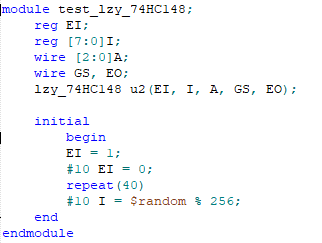 module test_lzy_74HC148;
reg EI;
reg [7:0]I;
wire [2:0]A;
wire GS, EO;
lzy_74HC148 u2(EI, I, A, GS, EO);
initial
begin
EI = 1;
#10 EI = 0;
repeat(40)
#10 I = $random % 256;
end
endmodule